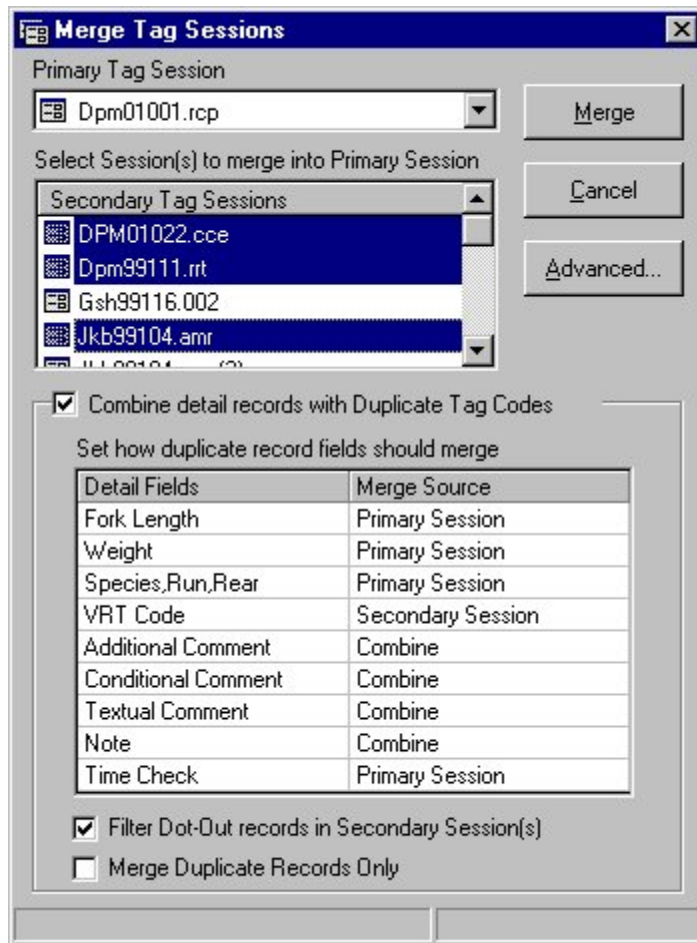 Merge Tag Sessions
Primary Tag Session
Dpm01001.rcp
Merge
Select Session(s) to merge into Primary Session
Secondary Tag Sessions
Cancel
DPM01022.cce
Dpm99111.rrt
Advanced...
Gsh99116.002
Jkb99104.amr
Combine detail records with Duplicate Tag Codes
Set how duplicate record fields should merge
Detail Fields Merge Source
Fork Length Primary Session
Weight Primary Session
Species,Run,Rear Primary Session
VRT Code Secondary Session
Additional Comment Combine
Conditional Comment Combine
Textual Comment Combine
Note Combine
Time Check Primary Session
Filter Dot-Out records in Secondary Session(s)
Merge Duplicate Records Only